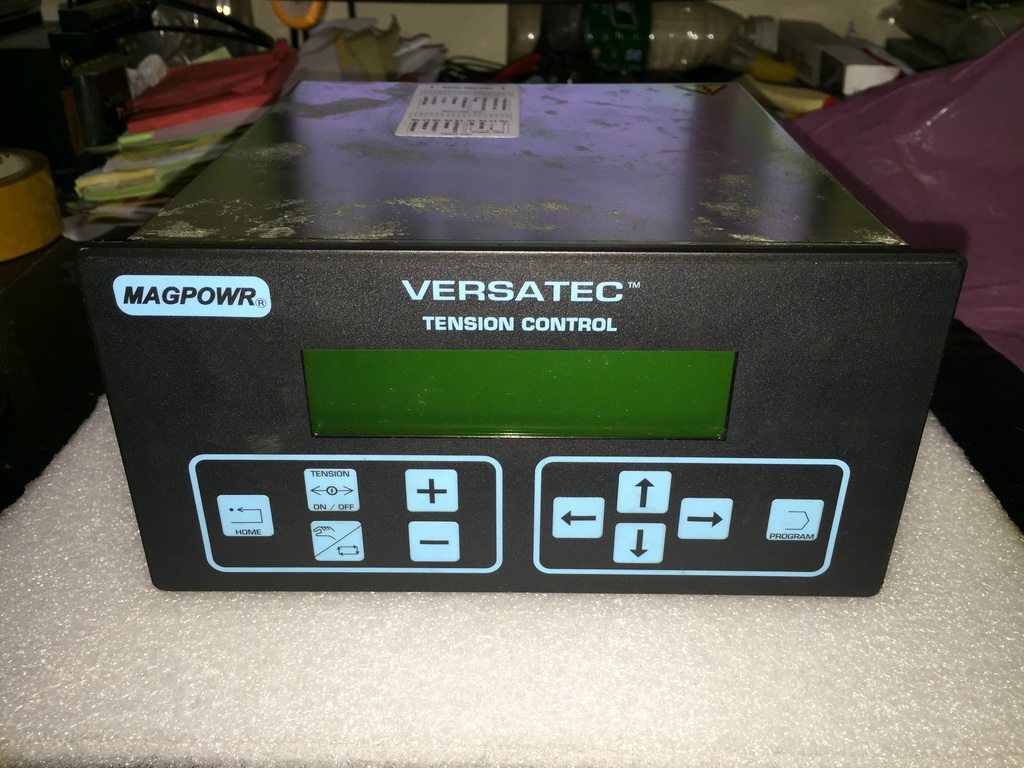 MAGPOWR®
VERSATEC™
TENSION CONTROL
HOME
TENSION
ON / OFF
+
−
←
↑
↓
→
PROGRAM